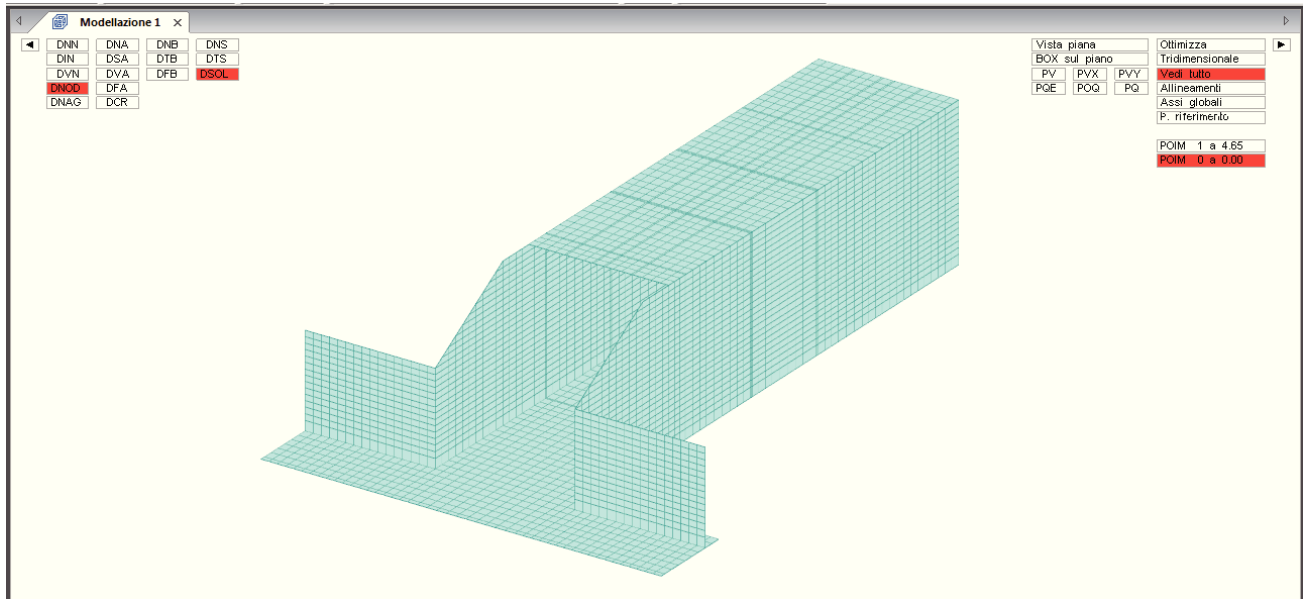 Modellazione 1 ×
DNN DNA DNB DNS
DIN DSA DTB DTS
DVN DVA DFB DSOL
DNOD DFA
DNAG DCR
Vista piana Ottimizza
BOX sul piano Tridimensionale
PV PVX PVY Vedi tutto
PQE POQ PQ Allineamenti
Assi globali
P. riferimento
POIM 1 a 4.65
POIM 0 a 0.00